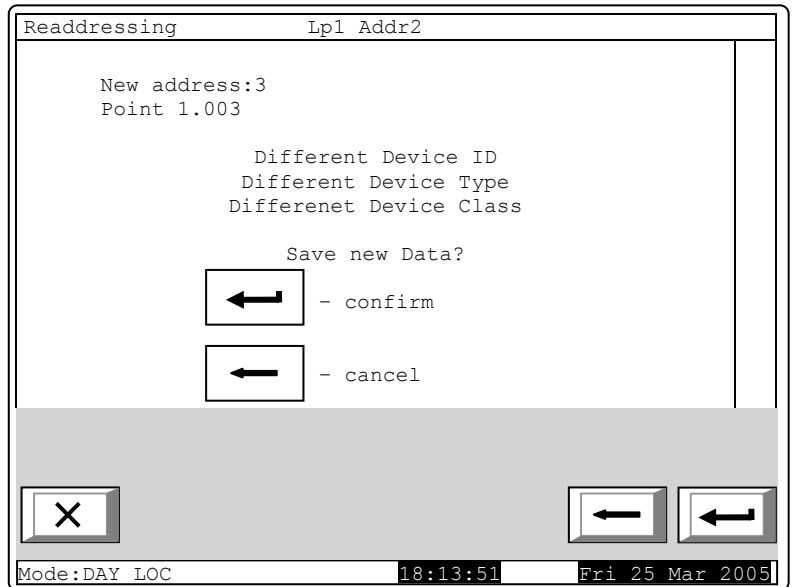 Readdressing Lp1 Addr2
New address:3
Point 1.003
Different Device ID
Different Device Type
Differenet Device Class
Save new Data?
- confirm
- cancel
Mode:DAY LOC 18:13:51 Fri 25 Mar 2005